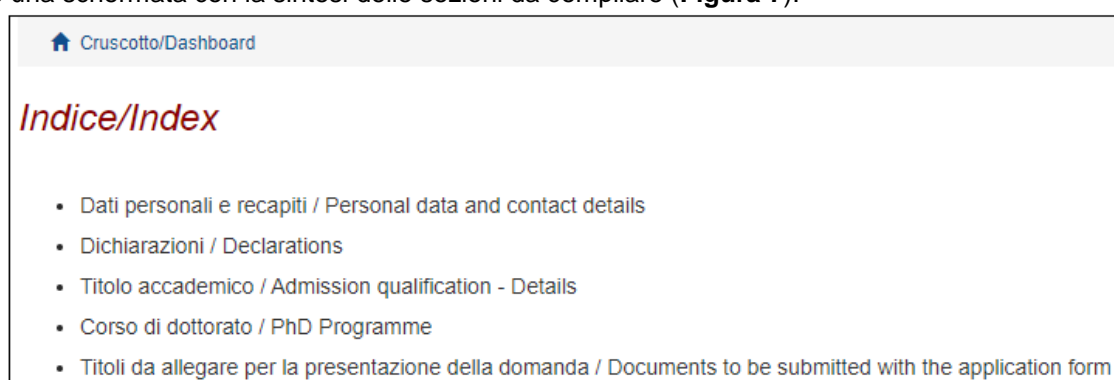 una schermata con la sintesi delle sezioni da compilare (Figura
Cruscotto/Dashboard
Indice/Index
• Dati personali e recapiti / Personal data and contact details
• Dichiarazioni / Declarations
• Titolo accademico / Admission qualification - Details
• Corso di dottorato / PhD Programme
• Titoli da allegare per la presentazione della domanda / Documents to be submitted with the application form